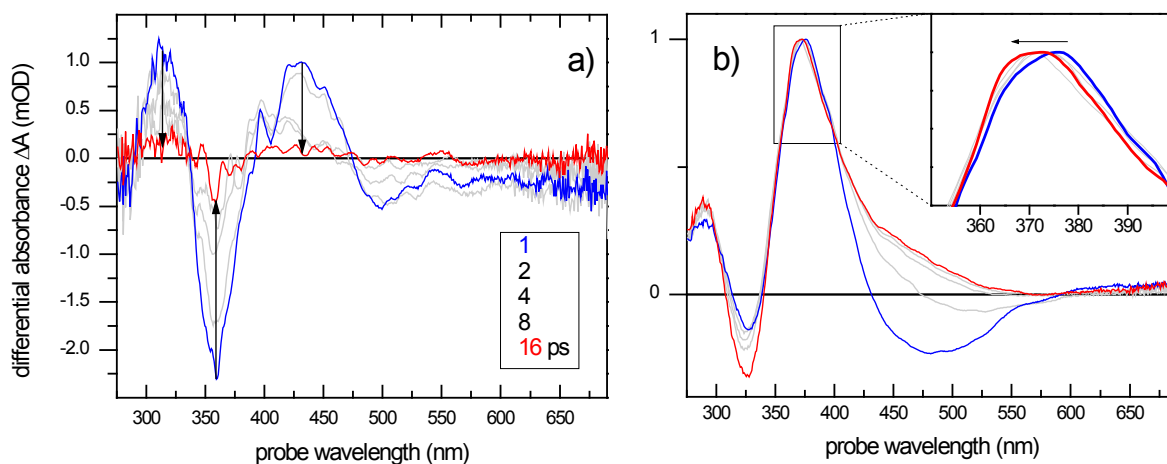 a)
differential absorbance ΔA (mOD)
1.0
0.5
0.0
-0.5
-1.0
-1.5
-2.0
1
2
4
8
16 ps
300 350 400 450 500 550 600 650
probe wavelength (nm)
b)
1
0
360 370 380 390
300 350 400 450 500 550 600 650
probe wavelength (nm)